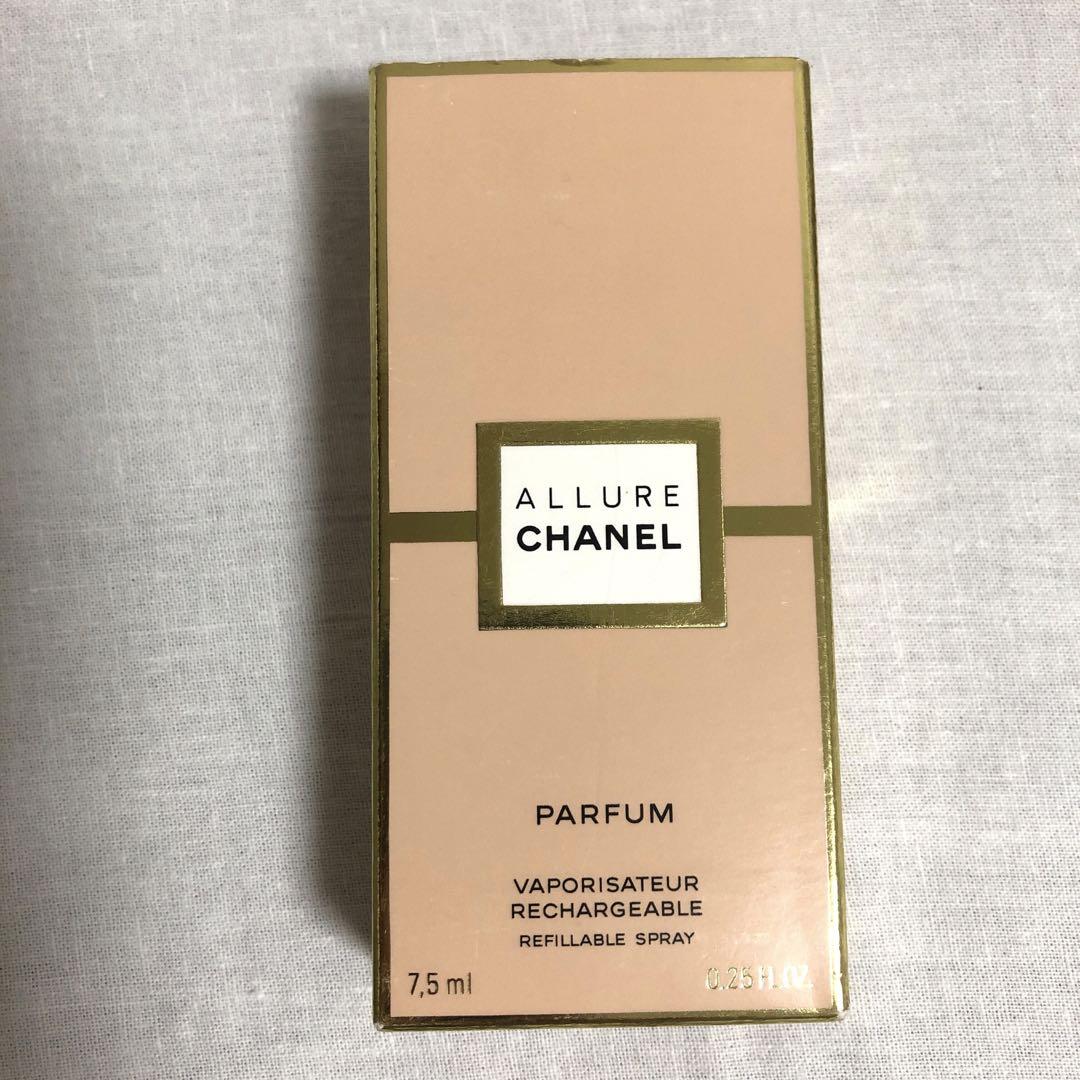 ALLURE
CHANEL
PARFUM
VAPORISATEUR
RECHARGEABLE
REFILLABLE SPRAY
7,5 ml 0.25 FL.OZ.